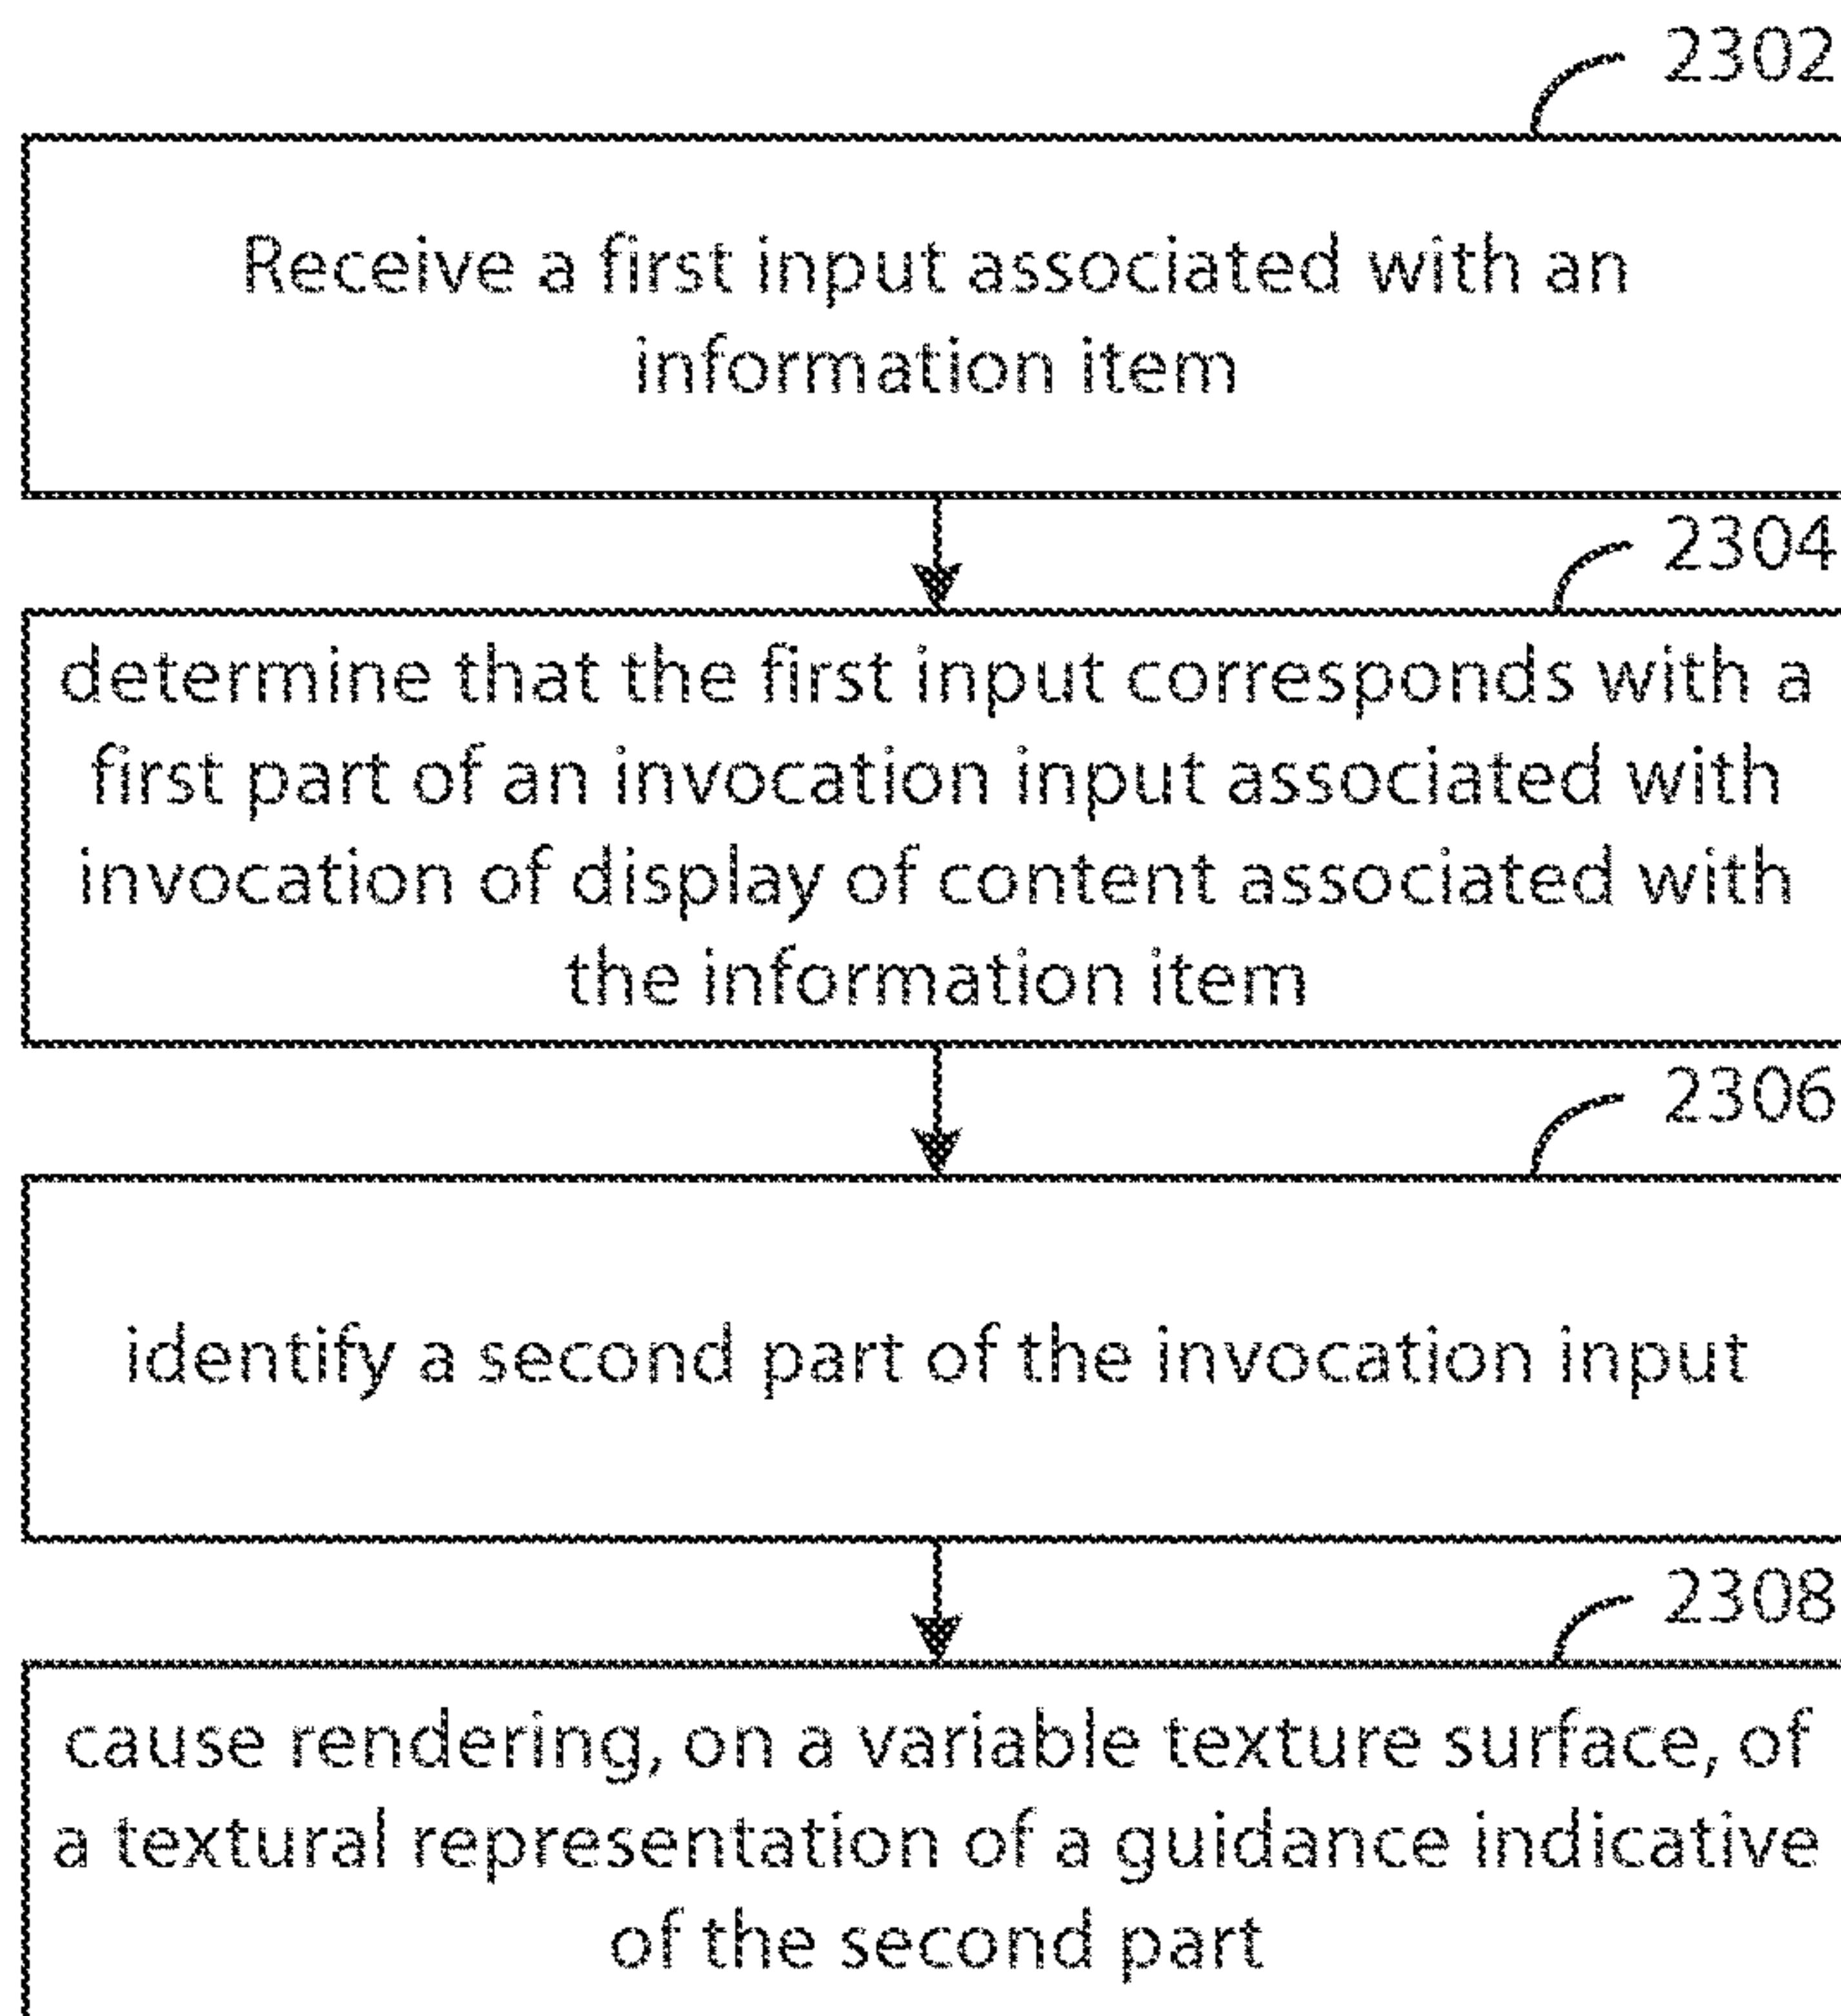 2302
Receive a first input associated with an
information item
2304
determine that the first input corresponds with a
first part of an invocation input associated with
invocation of display of content associated with
the information item
2306
identify a second part of the invocation input
2308
cause rendering, on a variable texture surface, of
a textural representation of a guidance indicative
of the second part